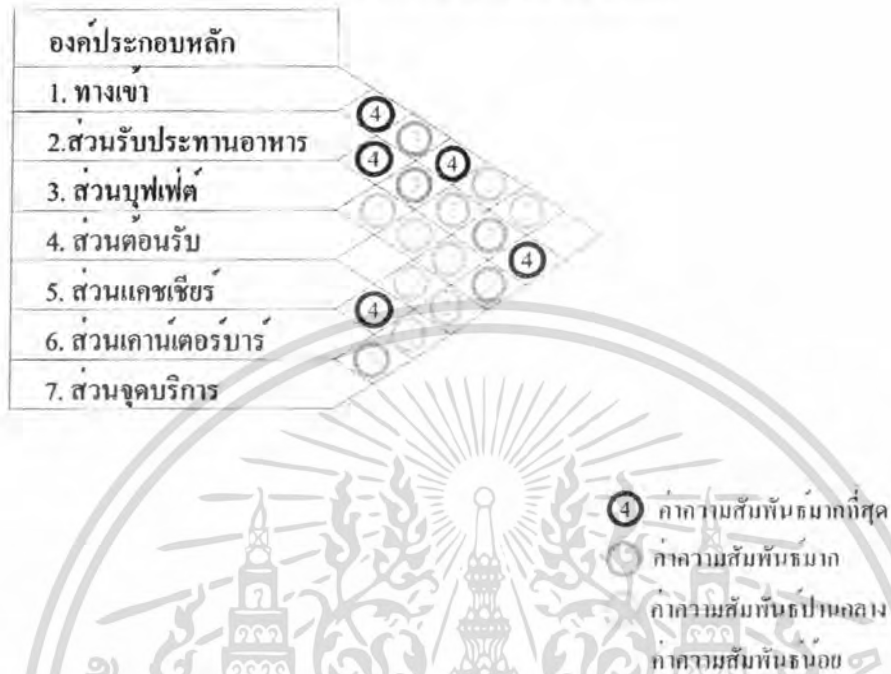 องค์ประกอบหลัก
1. ทางเข้า
2.ส่วนรับประทานอาหาร
3. ส่วนบุฟเฟ่ต์
4. ส่วนต้อนรับ
5. ส่วนแคชเชียร์
6. ส่วนเคาน์เตอร์บาร์
7. ส่วนจุดบริการ
4
4
4
4
4
4 ค่าความสัมพันธ์มากที่สุด
ค่าความสัมพันธ์มาก
ค่าความสัมพันธ์ปานกลาง
ค่าความสัมพันธ์น้อย